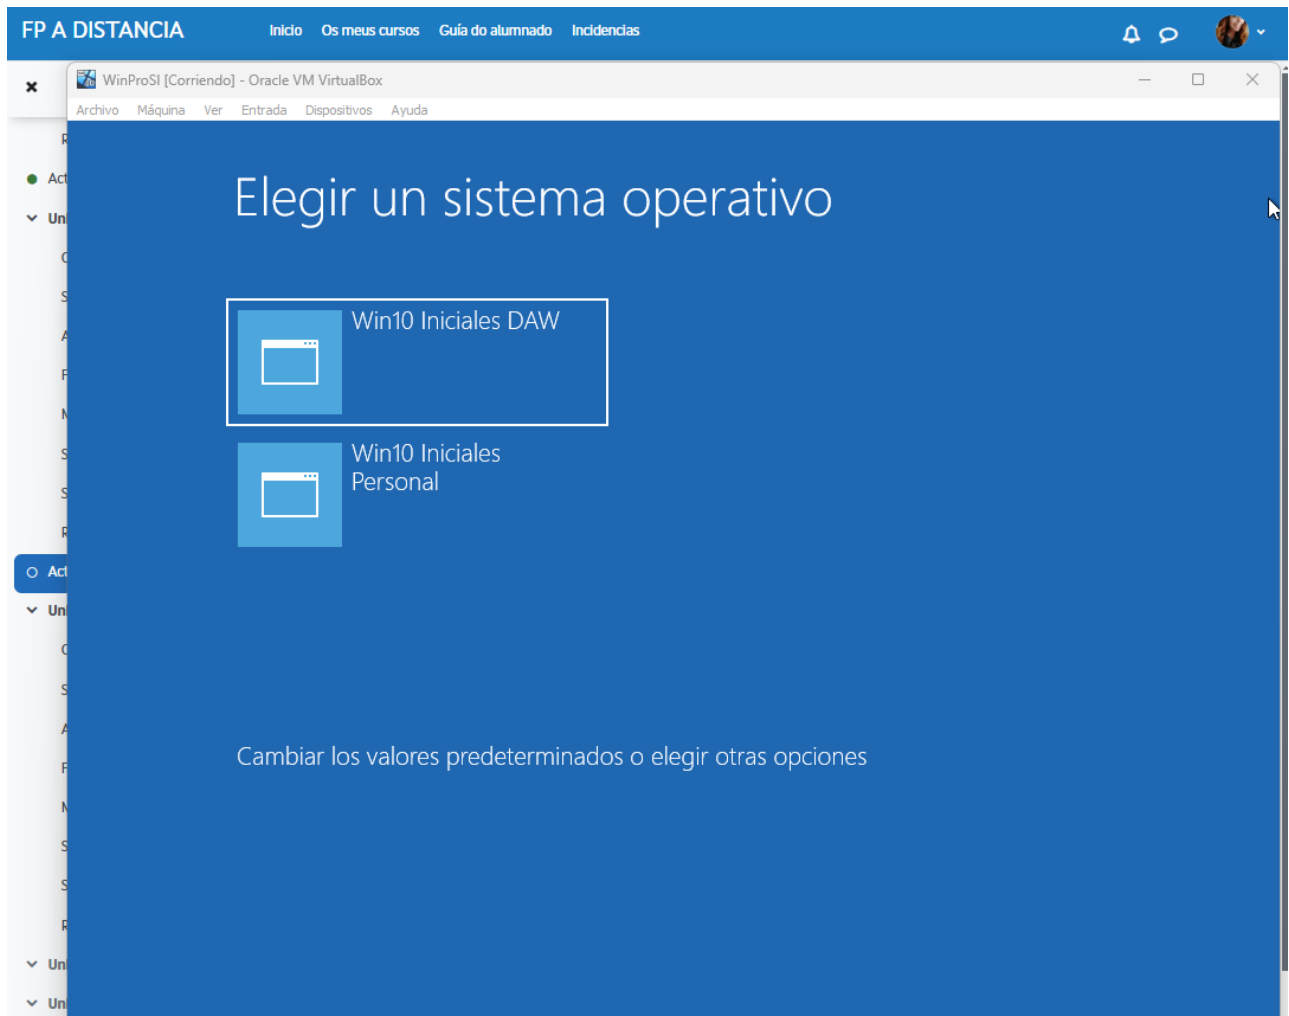 FP A DISTANCIA
Inicio Os meus cursos Guía do alumnado Incidencias
WinProSI [Corriendo] - Oracle VM VirtualBox
Archivo Máquina Ver Entrada Dispositivos Ayuda
Elegir un sistema operativo
Win10 Iniciales DAW
Win10 Iniciales
Personal
Cambiar los valores predeterminados o elegir otras opciones